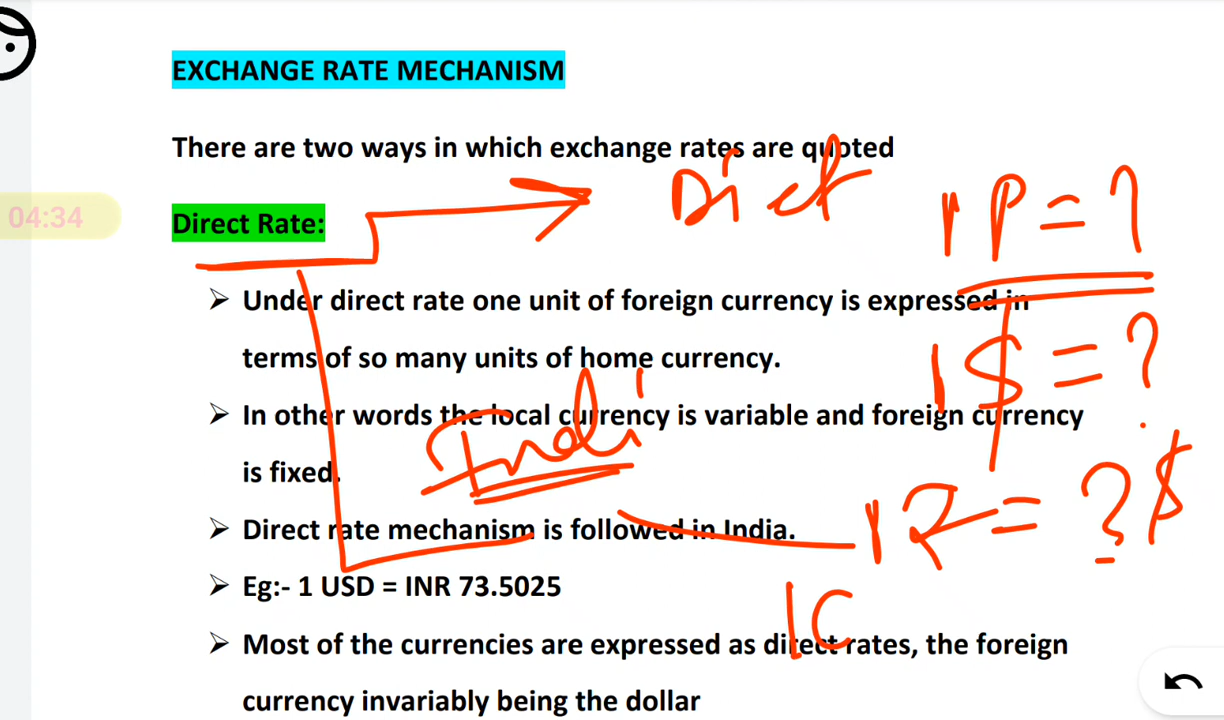 EXCHANGE RATE MECHANISM
There are two ways in which exchange rates are quoted
Dict
1P = ?
04:34
Direct Rate:
➢ Under direct rate one unit of foreign currency is expressed in
terms of so many units of home currency.
1$ = ?
➢ In other words the local currency is variable and foreign currency
is fixed.
Indi
1R = ?$
➢ Direct rate mechanism is followed in India.
➢ Eg:- 1 USD = INR 73.5025
1C
➢ Most of the currencies are expressed as direct rates, the foreign
currency invariably being the dollar